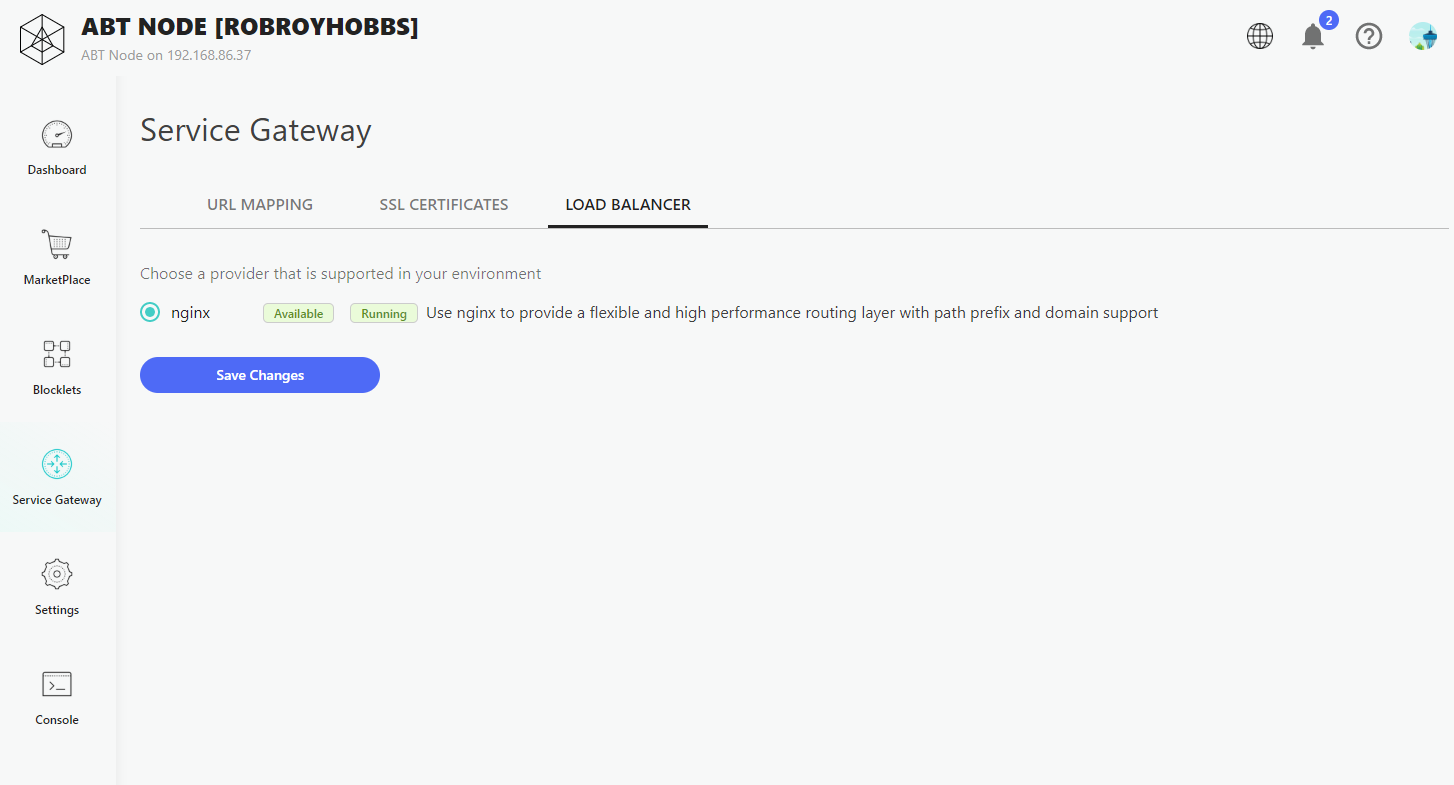 ABT NODE [ROBROYHOBBS]
ABT Node on 192.168.86.37
2
Dashboard
MarketPlace
Blocklets
Service Gateway
Settings
Console
Service Gateway
URL MAPPING SSL CERTIFICATES LOAD BALANCER
Choose a provider that is supported in your environment
nginx Available Running Use nginx to provide a flexible and high performance routing layer with path prefix and domain support
Save Changes